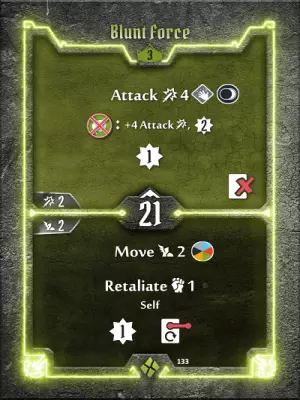 Blunt Force
3
Attack 4
: +4 Attack , 2
1
2
21
2
Move 2
Retaliate 1
Self
1
133